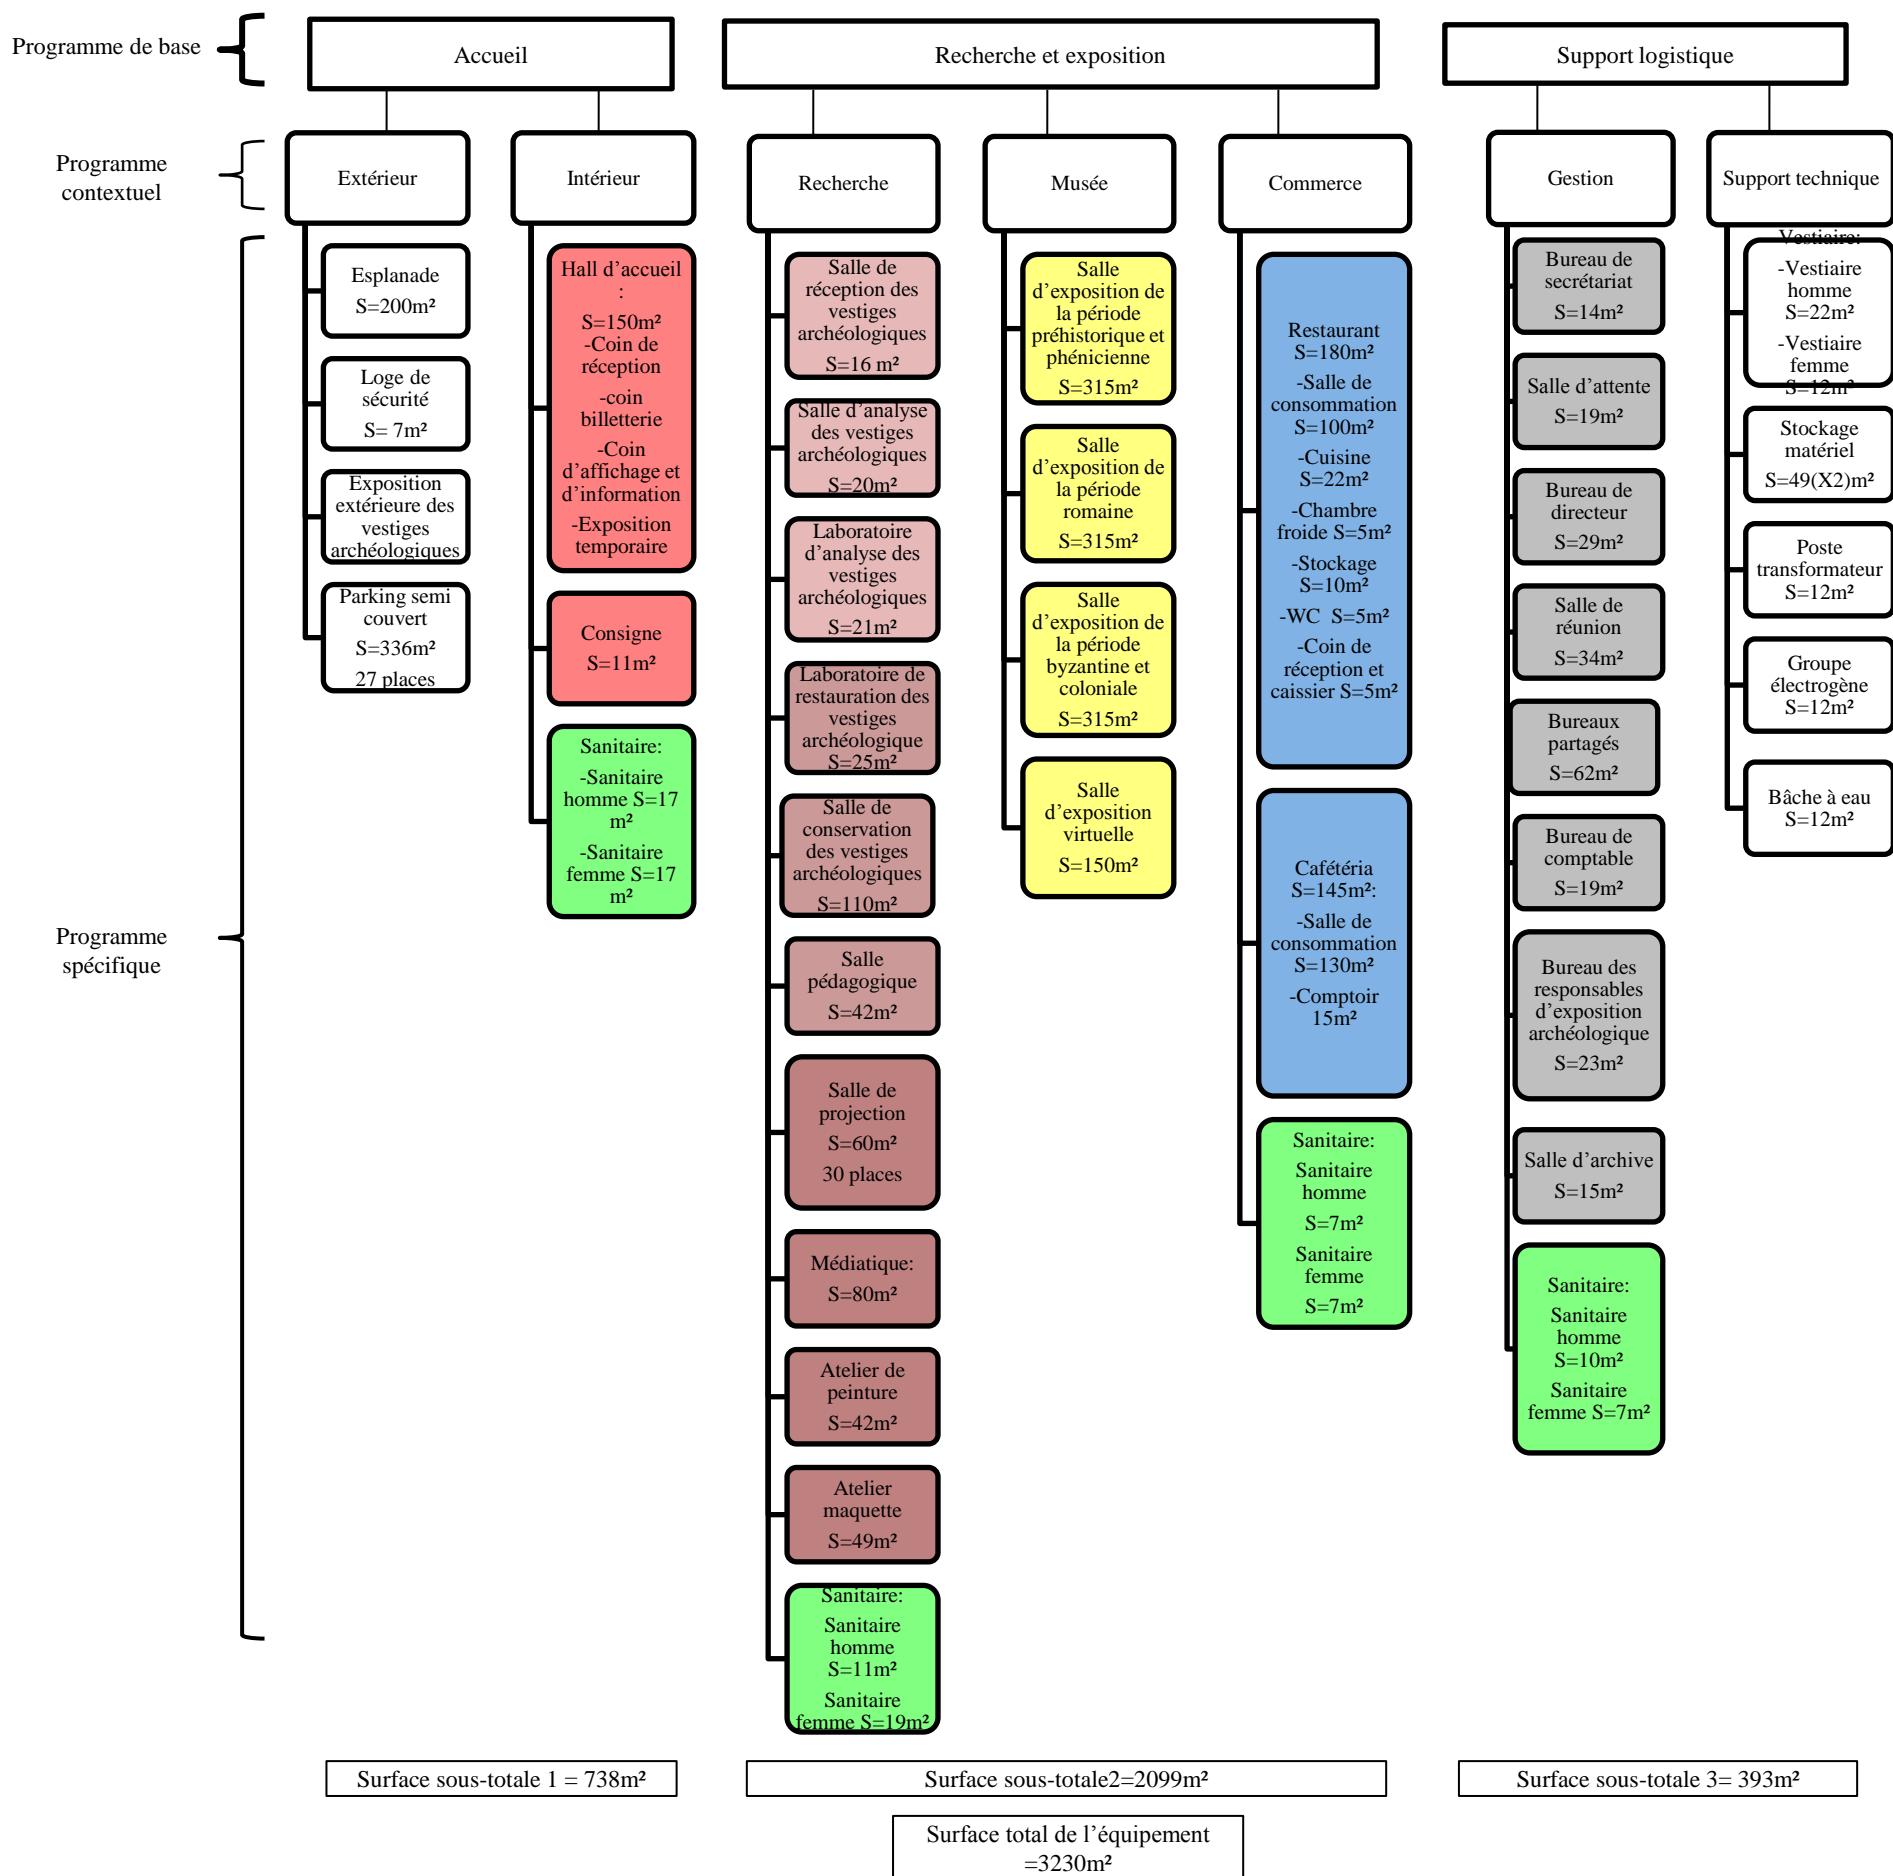 Programme de base
Accueil
Recherche et exposition
Support logistique
Programme
contextuel
Extérieur
Intérieur
Recherche
Musée
Commerce
Gestion
Support technique
Programme
spécifique
Esplanade
S=200m²
Loge de
sécurité
S= 7m²
Exposition
extérieure des
vestiges
archéologiques
Parking semi
couvert
S=336m²
27 places
Hall d’accueil
:
S=150m²
-Coin de
réception
-coin
billetterie
-Coin
d’affichage et
d’information
-Exposition
temporaire
Consigne
S=11m²
Sanitaire:
-Sanitaire
homme S=17
m²
-Sanitaire
femme S=17
m²
Salle de
réception des
vestiges
archéologiques
S=16 m²
Salle d’analyse
des vestiges
archéologiques
S=20m²
Laboratoire
d’analyse des
vestiges
archéologiques
S=21m²
Laboratoire de
restauration des
vestiges
archéologique
S=25m²
Salle de
conservation
des vestiges
archéologiques
S=110m²
Salle
pédagogique
S=42m²
Salle de
projection
S=60m²
30 places
Médiatique:
S=80m²
Atelier de
peinture
S=42m²
Atelier
maquette
S=49m²
Sanitaire:
Sanitaire
homme
S=11m²
Sanitaire
femme S=19m²
Salle
d’exposition de
la période
préhistorique et
phénicienne
S=315m²
Salle
d’exposition de
la période
romaine
S=315m²
Salle
d’exposition de
la période
byzantine et
coloniale
S=315m²
Salle
d’exposition
virtuelle
S=150m²
Restaurant
S=180m²
-Salle de
consommation
S=100m²
-Cuisine
S=22m²
-Chambre
froide S=5m²
-Stockage
S=10m²
-WC  S=5m²
-Coin de
réception et
caissier S=5m²
Cafétéria
S=145m²:
-Salle de
consommation
S=130m²
-Comptoir
15m²
Sanitaire:
Sanitaire
homme
S=7m²
Sanitaire
femme
S=7m²
Bureau de
secrétariat
S=14m²
Salle d’attente
S=19m²
Bureau de
directeur
S=29m²
Salle de
réunion
S=34m²
Bureaux
partagés
S=62m²
Bureau de
comptable
S=19m²
Bureau des
responsables
d’exposition
archéologique
S=23m²
Salle d’archive
S=15m²
Sanitaire:
Sanitaire
homme
S=10m²
Sanitaire
femme S=7m²
Vestiaire:
-Vestiaire
homme
S=22m²
-Vestiaire
femme
S=12m²
Stockage
matériel
S=49(X2)m²
Poste
transformateur
S=12m²
Groupe
électrogène
S=12m²
Bâche à eau
S=12m²
Surface sous-totale 1 = 738m²
Surface sous-totale2=2099m²
Surface sous-totale 3= 393m²
Surface total de l’équipement
=3230m²